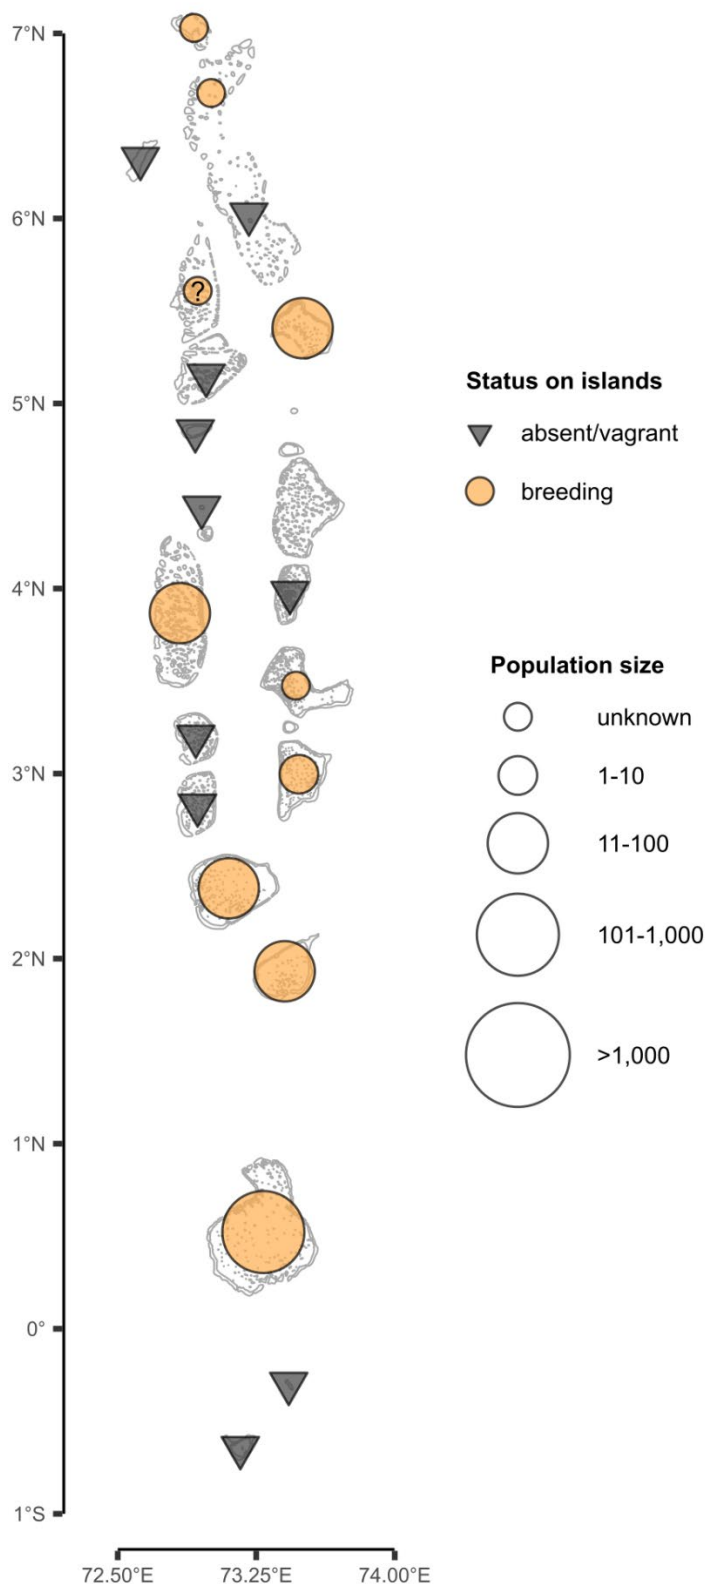 7°N
6°N
?
5°N
Status on islands
absent/vagrant
breeding
4°N
Population size
unknown
3°N
1-10
11-100
2°N
101-1,000
>1,000
1°N
0°
1°S
72.50°E 73.25°E 74.00°E